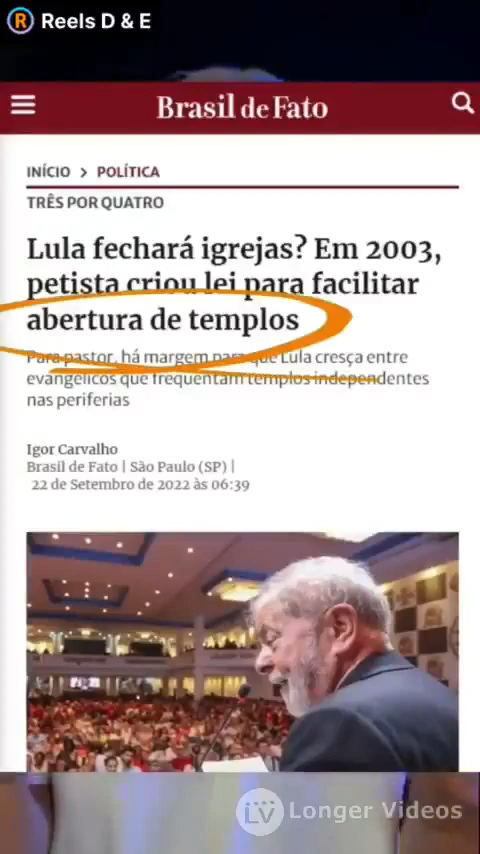 R Reels D & E
Brasil de Fato
INÍCIO > POLÍTICA
TRÊS POR QUATRO
Lula fechará igrejas? Em 2003,
petista criou lei para facilitar
abertura de templos
Para pastor, há margem para que Lula cresça entre
evangélicos que frequentam templos independentes
nas periferias
Igor Carvalho
Brasil de Fato | São Paulo (SP) |
22 de Setembro de 2022 às 06:39
LV Longer Videos